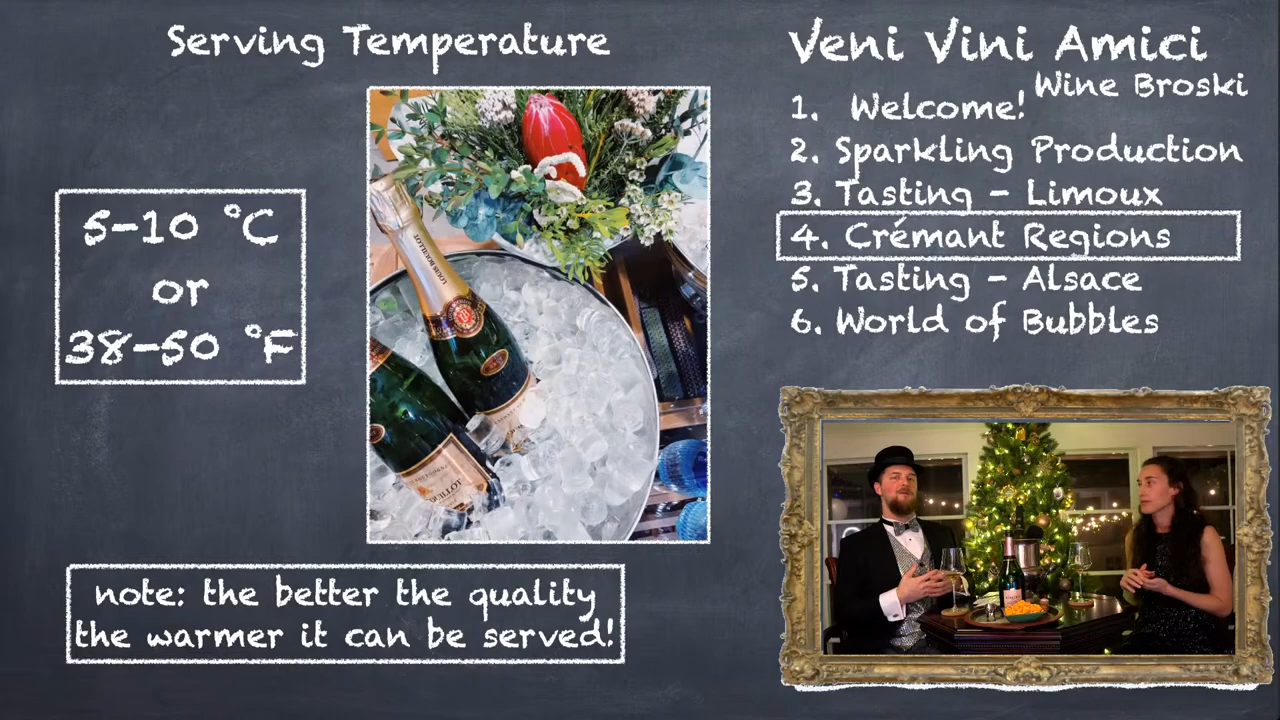 Serving Temperature
5-10 °C
or
38-50 °F
LOUIS BOUILLOT
note: the better the quality
the warmer it can be served!
Veni Vini Amici
Wine Broski
1. Welcome!
2. Sparkling Production
3. Tasting - Limoux
4. Crémant Regions
5. Tasting - Alsace
6. World of Bubbles